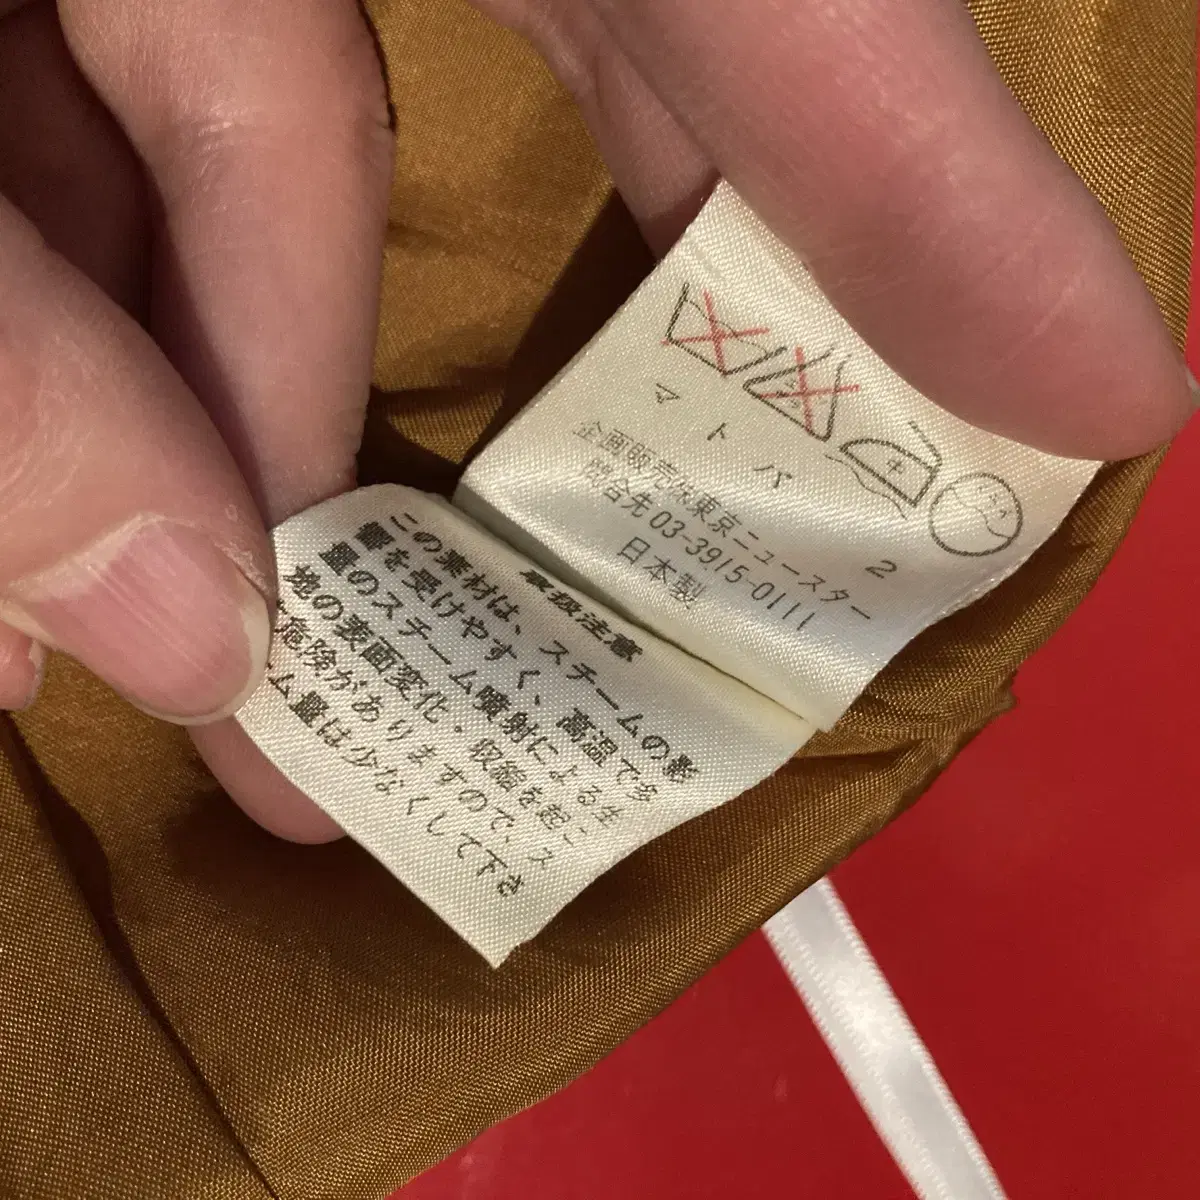 マトバ 2
企画販売㈱東京ニュースター
問合先03-3915-0111
日本製
取扱注意
この素材は、スチームの影
響を受けやすく、高温で多
量のスチーム噴射による生
地の表面変化・収縮を起こ
す危険がありますので、ス
ーム量は少なくして下さ